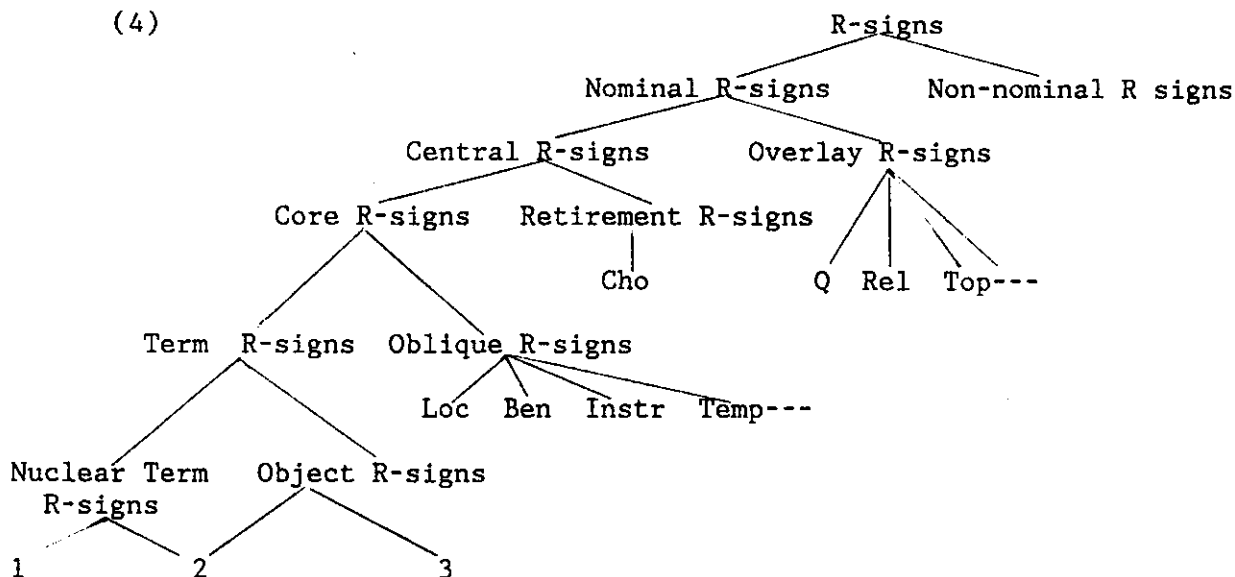 (4)
R-signs
Nominal R-signs Non-nominal R signs
Central R-signs Overlay R-signs
Core R-signs Retirement R-signs
Cho Q Rel Top---
Term R-signs Oblique R-signs
Loc Ben Instr Temp---
Nuclear Term Object R-signs
R-signs
1 2 3